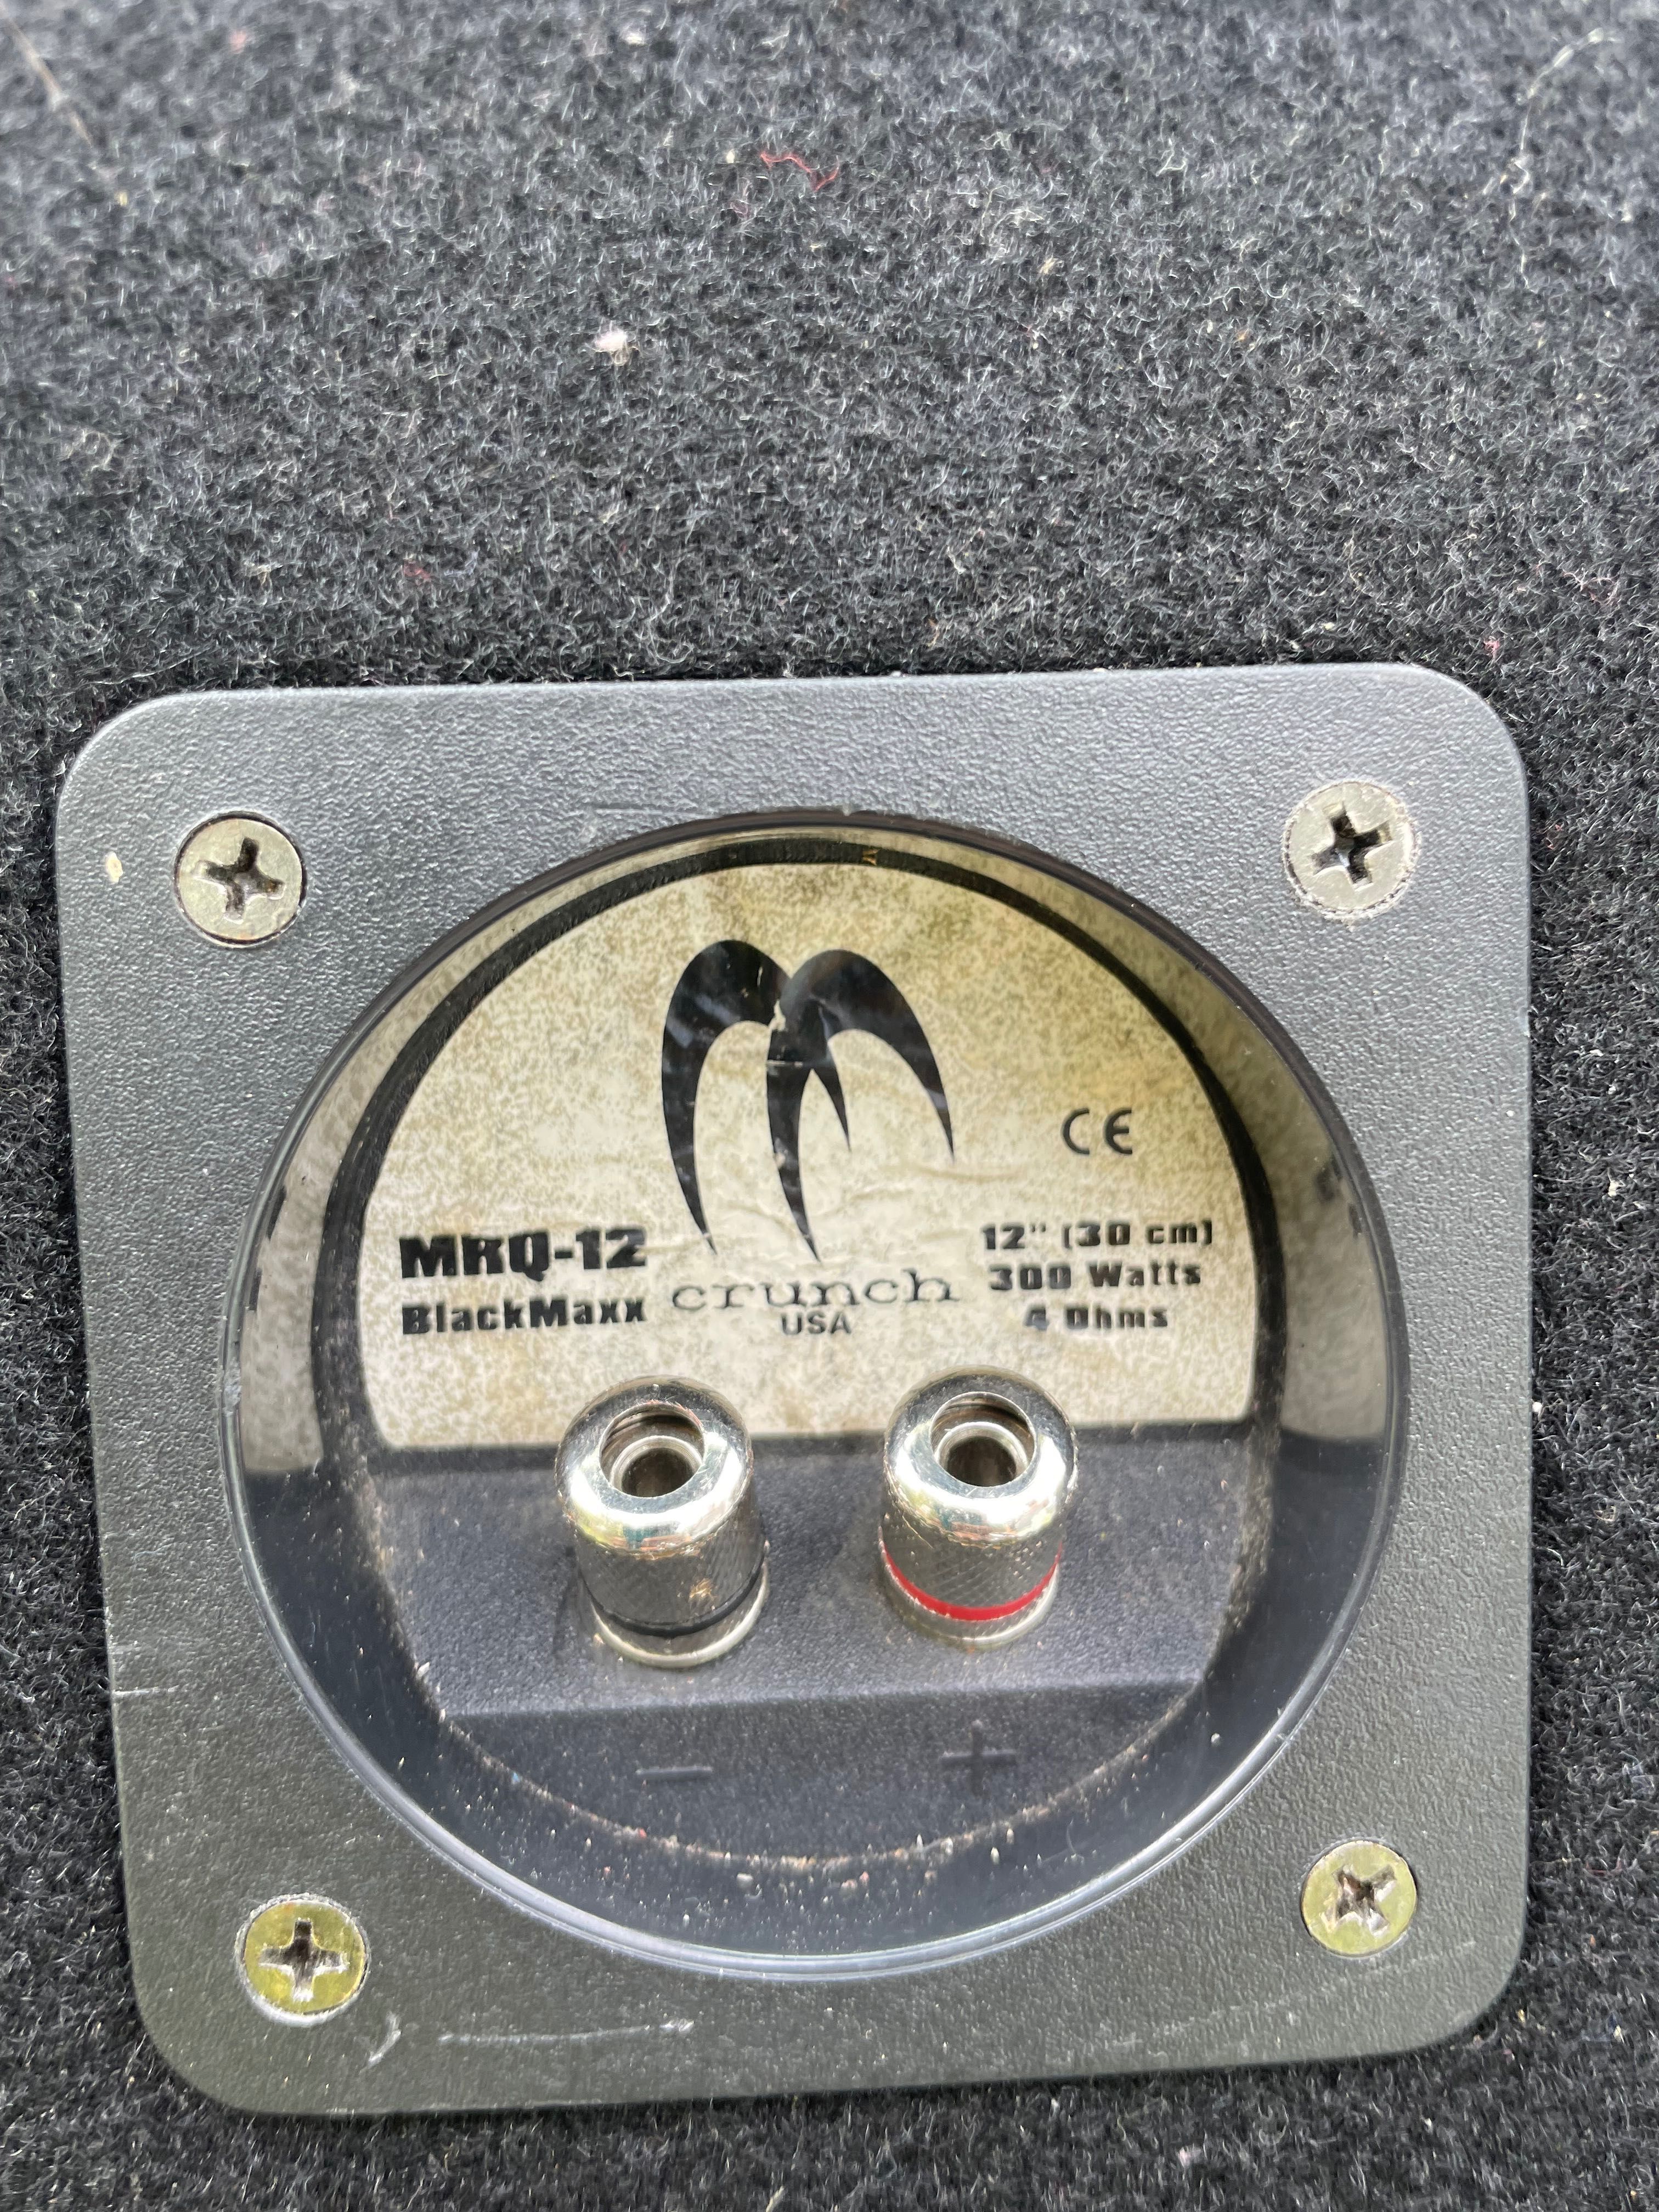 CE
MRQ-12
BlackMaxx
crunch
USA
12" (30 cm)
300 Watts
4 Ohms
- +